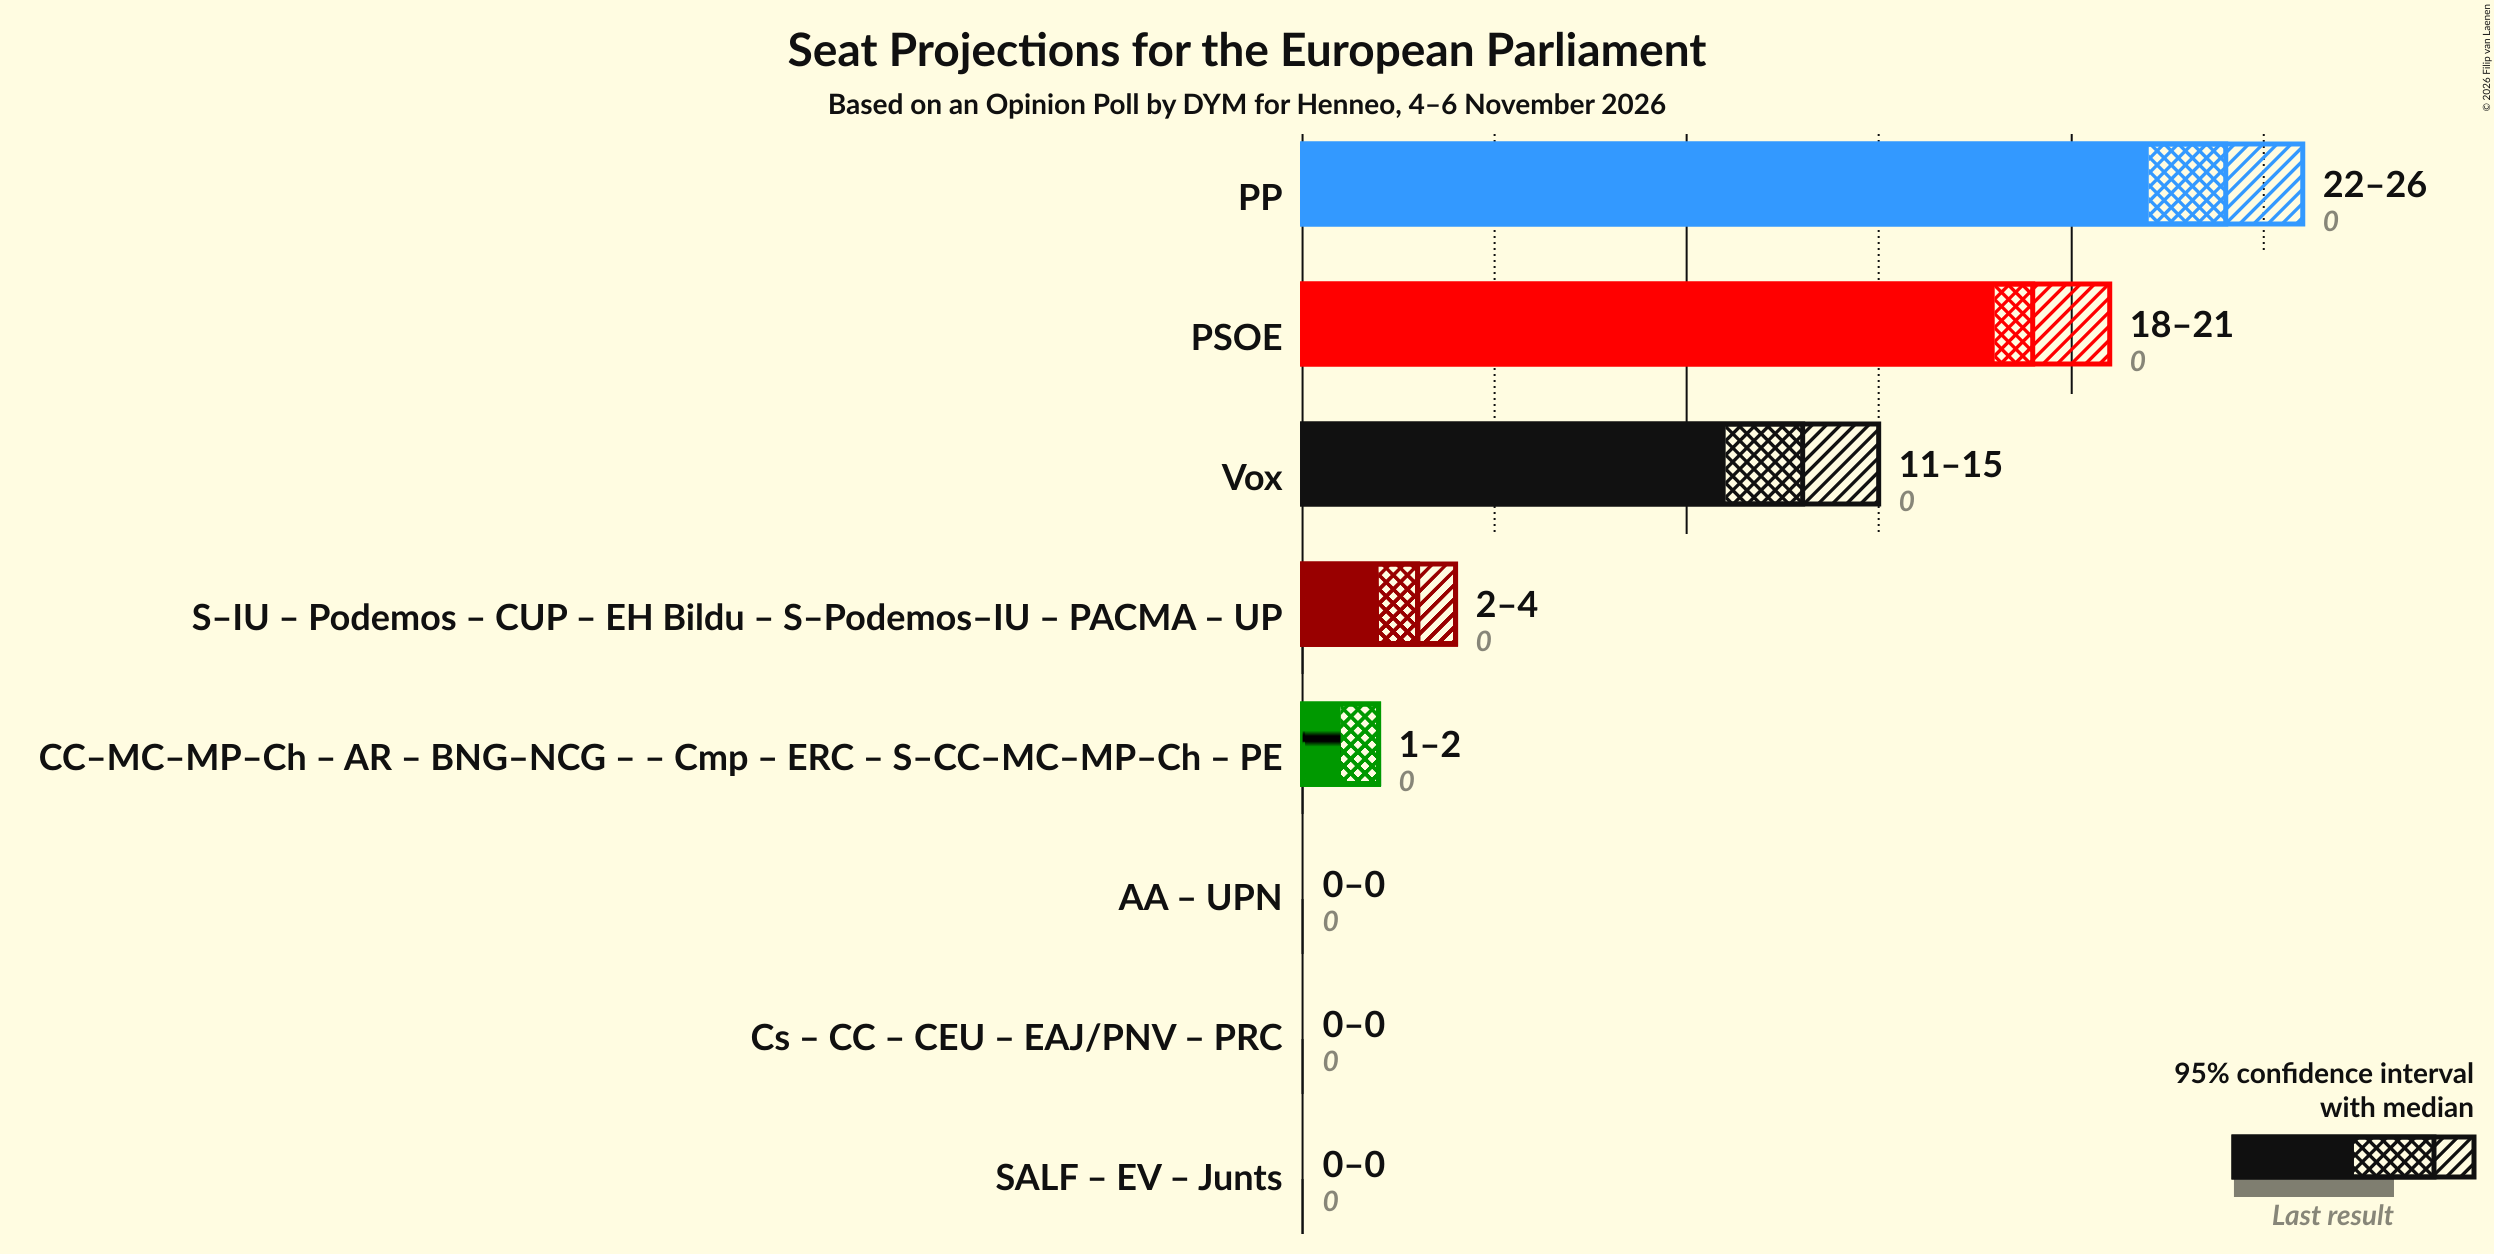 Seat Projections for the European Parliament
Based on an Opinion Poll by DYM for Henneo, 4–6 November 2026
© 2026 Filip van Laenen
PP
22–26
0
PSOE
18–21
0
Vox
11–15
0
S–IU – Podemos – CUP – EH Bildu – S–Podemos–IU – PACMA – UP
2–4
0
CC–MC–MP–Ch – AR – BNG–NCG – – Cmp – ERC – S–CC–MC–MP–Ch – PE
1–2
0
AA – UPN
0–0
0
Cs – CC – CEU – EAJ/PNV – PRC
0–0
0
SALF – EV – Junts
0–0
0
95% confidence interval
with median
Last result